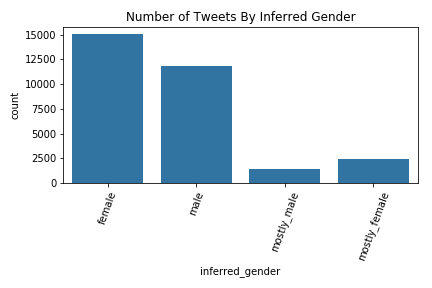 Number of Tweets By Inferred Gender
15000
12500
10000
7500
5000
2500
0
count
female
male
mostly_male
mostly_female
inferred_gender